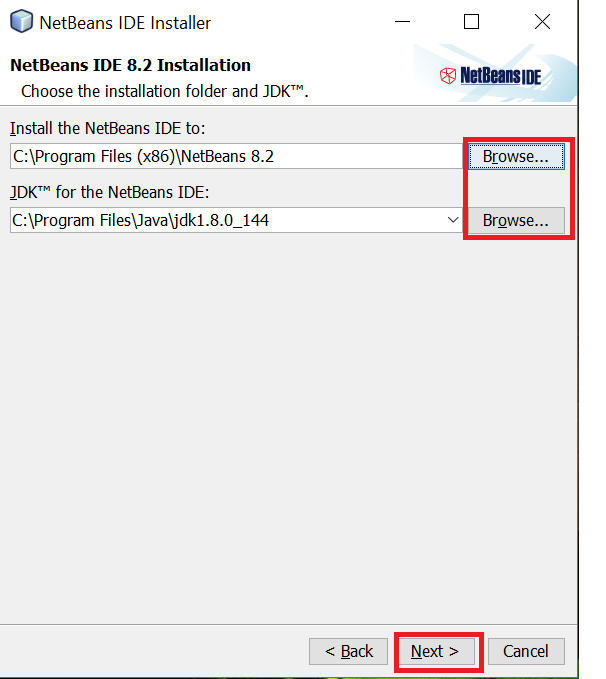 NetBeans IDE Installer
NetBeans IDE 8.2 Installation
Choose the installation folder and JDK™.
NetBeans IDE
Install the NetBeans IDE to:
C:\Program Files (x86)\NetBeans 8.2
Browse...
JDK™ for the NetBeans IDE:
C:\Program Files\Java\jdk1.8.0_144
Browse...
< Back
Next >
Cancel